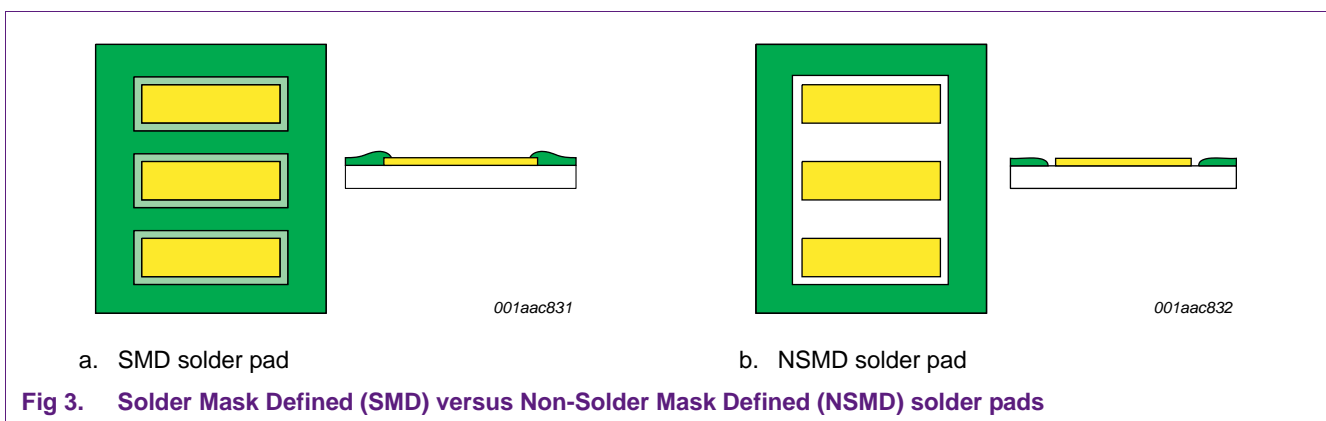 001aac831
001aac832
a. SMD solder pad
b. NSMD solder pad
Fig 3. Solder Mask Defined (SMD) versus Non-Solder Mask Defined (NSMD) solder pads